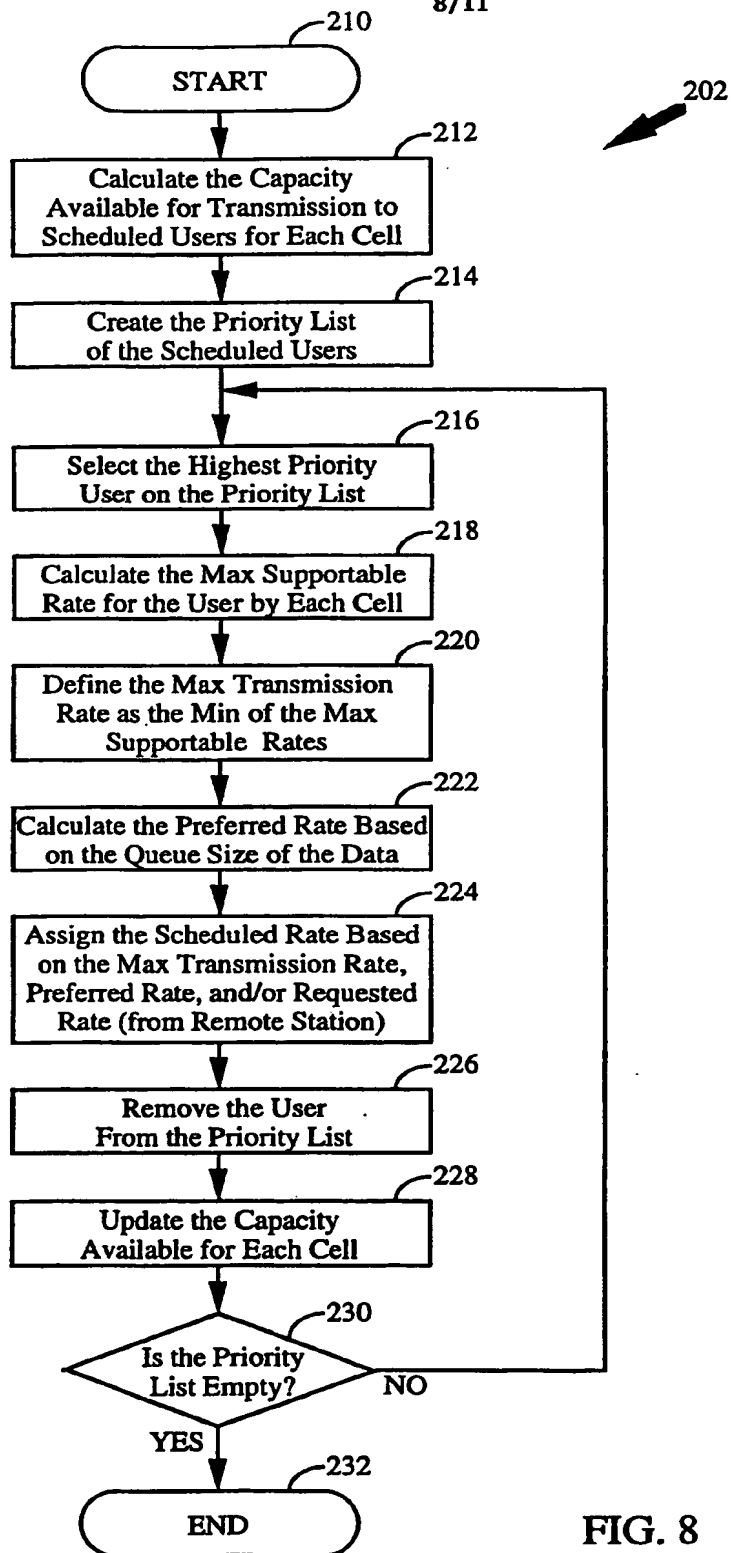 8/11
210
START
202
212
Calculate the Capacity
Available for Transmission to
Scheduled Users for Each Cell
214
Create the Priority List
of the Scheduled Users
216
Select the Highest Priority
User on the Priority List
218
Calculate the Max Supportable
Rate for the User by Each Cell
220
Define the Max Transmission
Rate as the Min of the Max
Supportable Rates
222
Calculate the Preferred Rate Based
on the Queue Size of the Data
224
Assign the Scheduled Rate Based
on the Max Transmission Rate,
Preferred Rate, and/or Requested
Rate (from Remote Station)
226
Remove the User
From the Priority List
228
Update the Capacity
Available for Each Cell
230
Is the Priority
List Empty?
NO
YES
232
END
FIG. 8